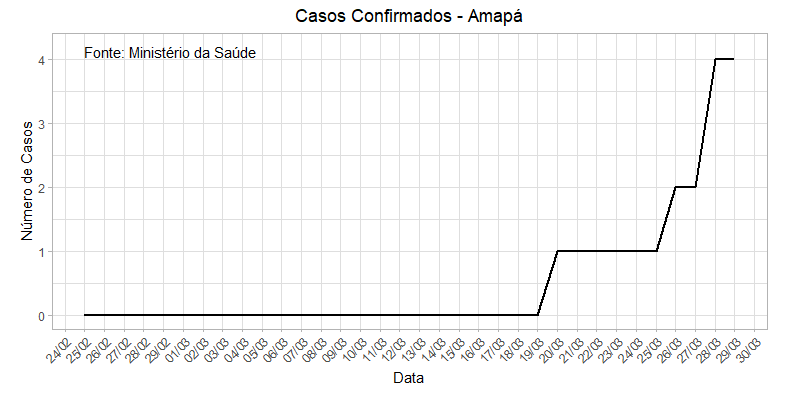 Casos Confirmados - Amapá
Fonte: Ministério da Saúde
Número de Casos
4
3
2
1
0
24/02 25/02 26/02 27/02 28/02 29/02 01/03 02/03 03/03 04/03 05/03 06/03 07/03 08/03 09/03 10/03 11/03 12/03 13/03 14/03 15/03 16/03 17/03 18/03 19/03 20/03 21/03 22/03 23/03 24/03 25/03 26/03 27/03 28/03 29/03 30/03
Data